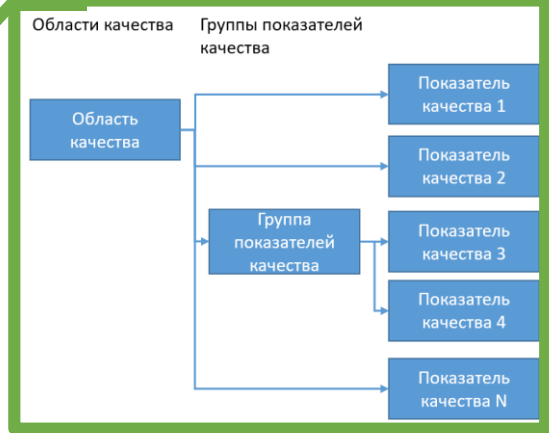 Области качества
Группы показателей
качества
Показатель
качества 1
Область
качества
Показатель
качества 2
Группа
показателей
качества
Показатель
качества 3
Показатель
качества 4
Показатель
качества N